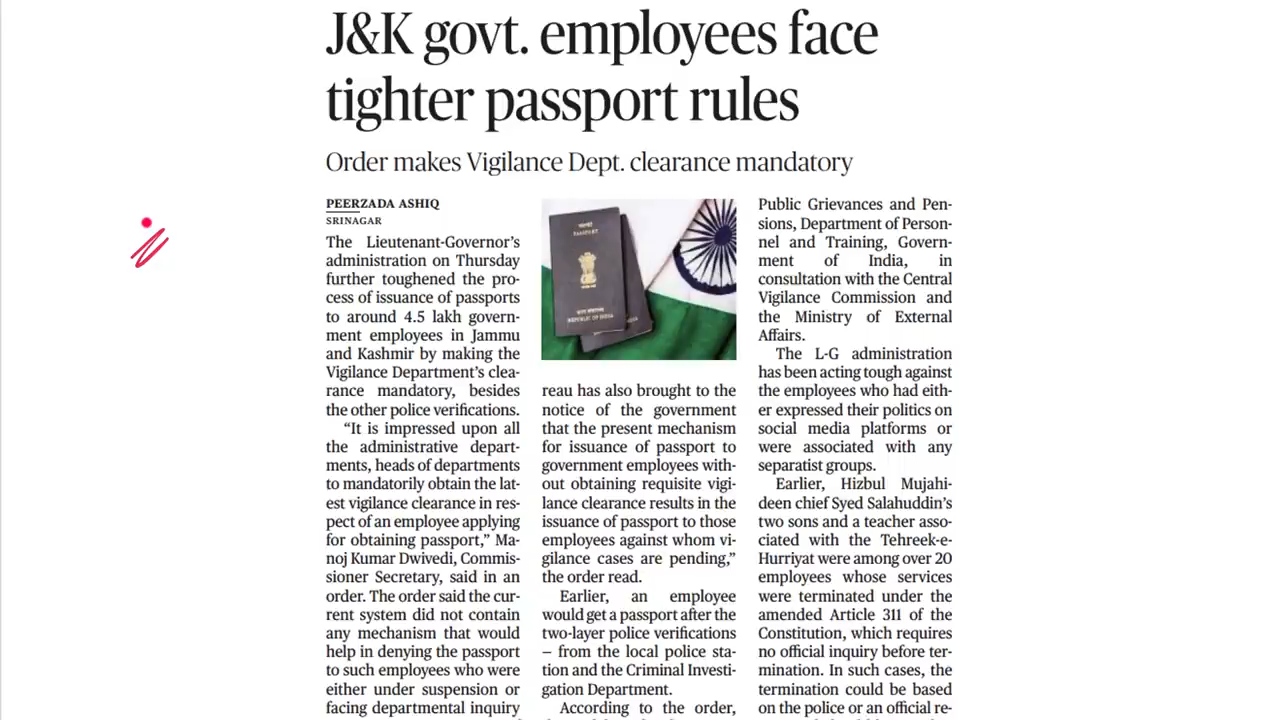 J&K govt. employees face
tighter passport rules
Order makes Vigilance Dept. clearance mandatory
PEERZADA ASHIQ
SRINAGAR
The Lieutenant-Governor's
administration on Thursday
further toughened the pro-
cess of issuance of passports
to around 4.5 lakh govern-
ment employees in Jammu
and Kashmir by making the
Vigilance Department's clea-
rance mandatory, besides
the other police verifications.
"It is impressed upon all
the administrative depart-
ments, heads of departments
to mandatorily obtain the lat-
est vigilance clearance in res-
pect of an employee applying
for obtaining passport," Ma-
noj Kumar Dwivedi, Commis-
sioner Secretary, said in an
order. The order said the cur-
rent system did not contain
any mechanism that would
help in denying the passport
to such employees who were
either under suspension or
facing departmental inquiry
PASSPORT
REPUBLIC OF INDIA
reau has also brought to the
notice of the government
that the present mechanism
for issuance of passport to
government employees with-
out obtaining requisite vigi-
lance clearance results in the
issuance of passport to those
employees against whom vi-
gilance cases are pending,"
the order read.
Earlier, an employee
would get a passport after the
two-layer police verifications
– from the local police sta-
tion and the Criminal Investi-
gation Department.
According to the order,
Public Grievances and Pen-
sions, Department of Person-
nel and Training, Govern-
ment of India, in
consultation with the Central
Vigilance Commission and
the Ministry of External
Affairs.
The L-G administration
has been acting tough against
the employees who had eith-
er expressed their politics on
social media platforms or
were associated with any
separatist groups.
Earlier, Hizbul Mujahi-
deen chief Syed Salahuddin's
two sons and a teacher asso-
ciated with the Tehreek-e-
Hurriyat were among over 20
employees whose services
were terminated under the
amended Article 311 of the
Constitution, which requires
no official inquiry before ter-
mination. In such cases, the
termination could be based
on the police or an official re-